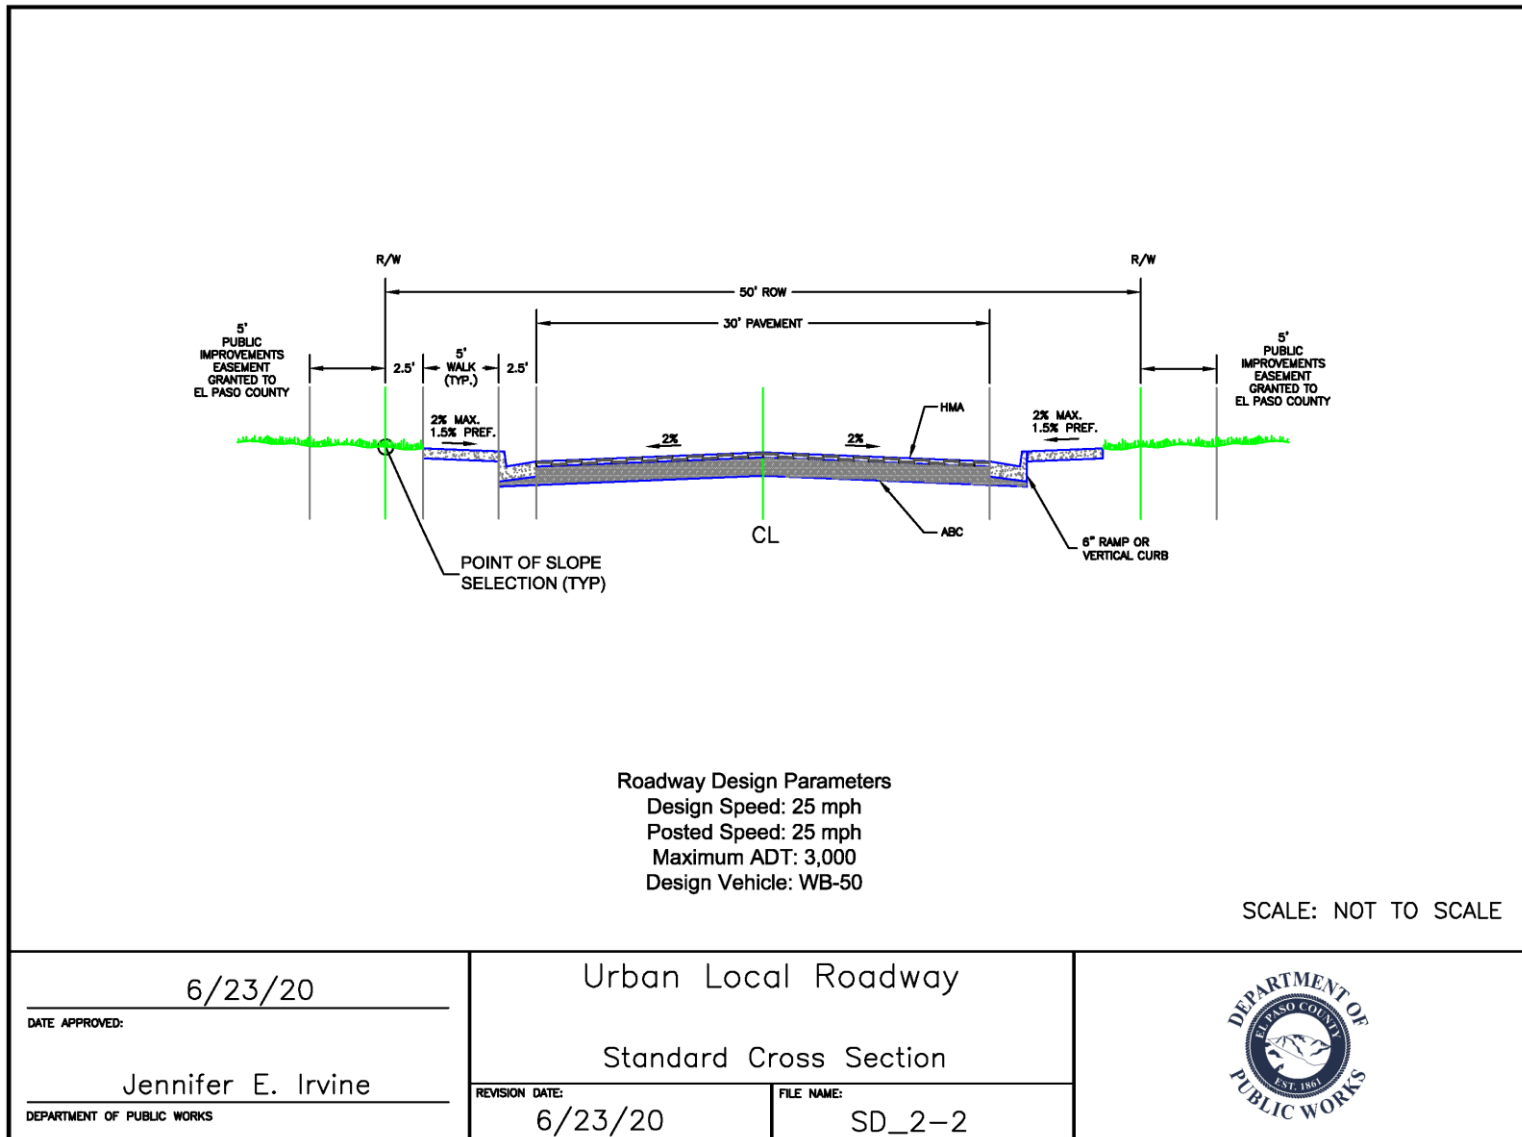 R/W
R/W
50' ROW
30' PAVEMENT
5'
PUBLIC
IMPROVEMENTS
EASEMENT
GRANTED TO
EL PASO COUNTY
2.5'
5'
WALK
(TYP.)
2.5'
5'
PUBLIC
IMPROVEMENTS
EASEMENT
GRANTED TO
EL PASO COUNTY
2% MAX.
1.5% PREF.
2%
2%
HMA
2% MAX.
1.5% PREF.
CL
ABC
6" RAMP OR
VERTICAL CURB
POINT OF SLOPE
SELECTION (TYP)
Roadway Design Parameters
Design Speed: 25 mph
Posted Speed: 25 mph
Maximum ADT: 3,000
Design Vehicle: WB-50
SCALE: NOT TO SCALE
6/23/20
DATE APPROVED:
Jennifer E. Irvine
DEPARTMENT OF PUBLIC WORKS
Urban Local Roadway
Standard Cross Section
REVISION DATE:
6/23/20
FILE NAME:
SD_2-2
DEPARTMENT OF
EL PASO COUNTY
EST. 1861
PUBLIC WORKS